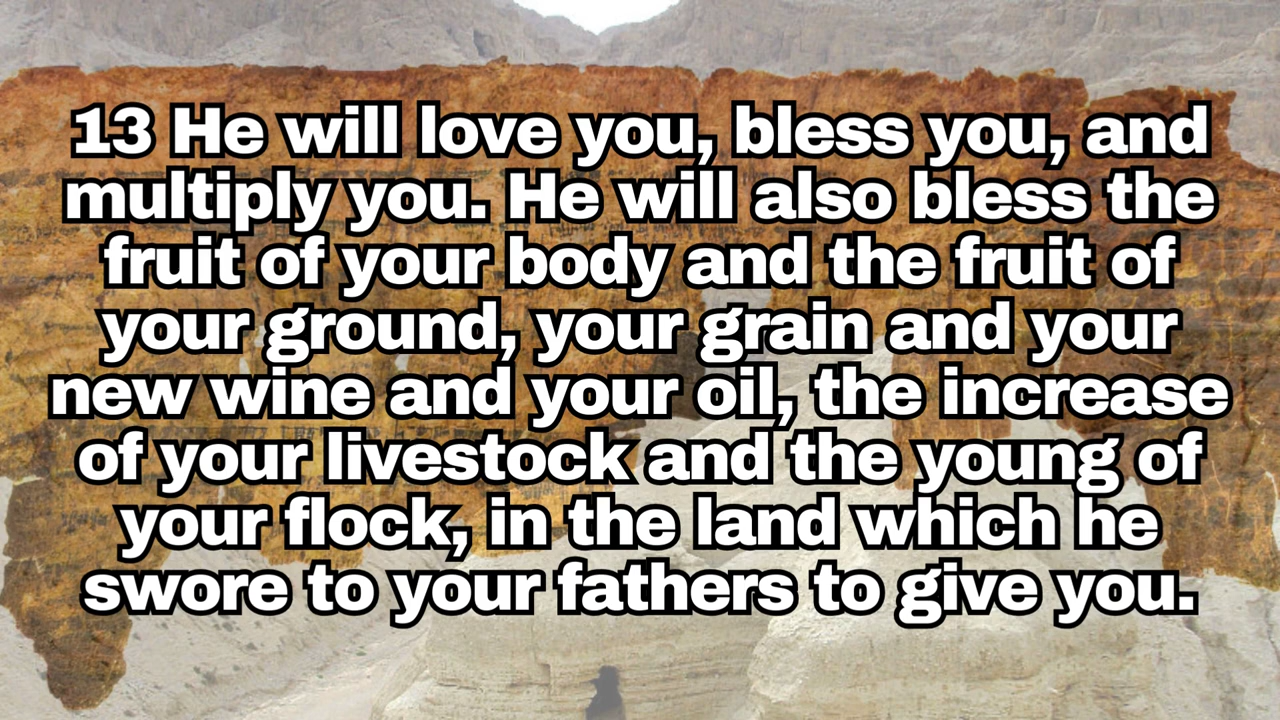 13 He will love you, bless you, and
multiply you. He will also bless the
fruit of your body and the fruit of
your ground, your grain and your
new wine and your oil, the increase
of your livestock and the young of
your flock, in the land which he
swore to your fathers to give you.